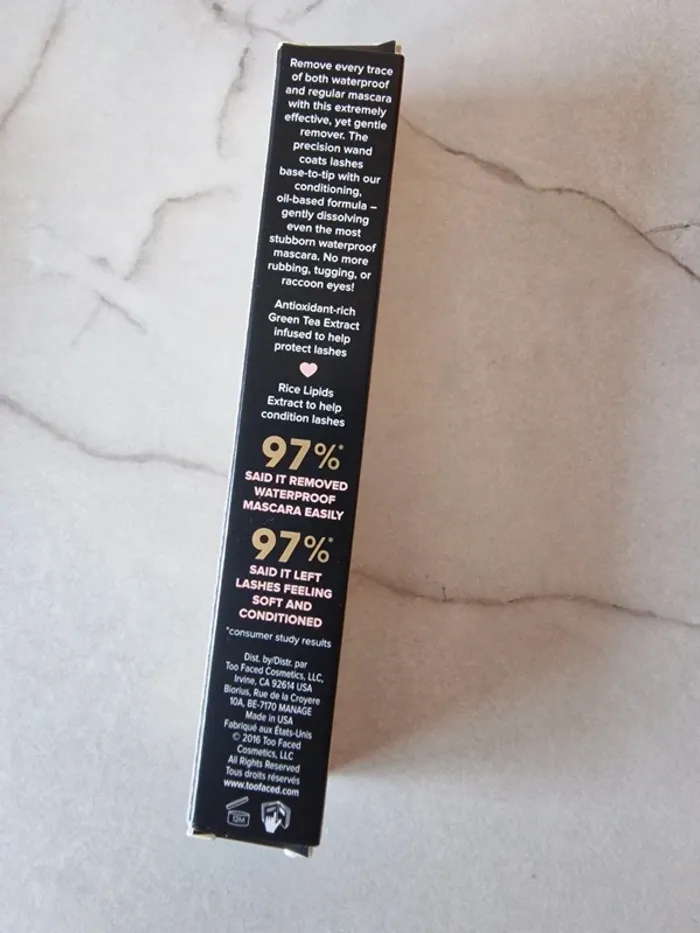 Remove every trace
of both waterproof
and regular mascara
with this extremely
effective, yet gentle
remover. The
precision wand
coats lashes
base-to-tip with our
conditioning,
oil-based formula –
gently dissolving
even the most
stubborn waterproof
mascara. No more
rubbing, tugging, or
raccoon eyes!
Antioxidant-rich
Green Tea Extract
infused to help
protect lashes
Rice Lipids
Extract to help
condition lashes
97%*
SAID IT REMOVED
WATERPROOF
MASCARA EASILY
97%*
SAID IT LEFT
LASHES FEELING
SOFT AND
CONDITIONED
*consumer study results
Dist. by/Distr. par
Too Faced Cosmetics, LLC,
Irvine, CA 92614 USA
Biorius, Rue de la Croyere
10A, BE-7170 MANAGE
Made in USA
Fabriqué aux États-Unis
© 2016 Too Faced
Cosmetics, LLC
All Rights Reserved
Tous droits réservés
www.toofaced.com
12M